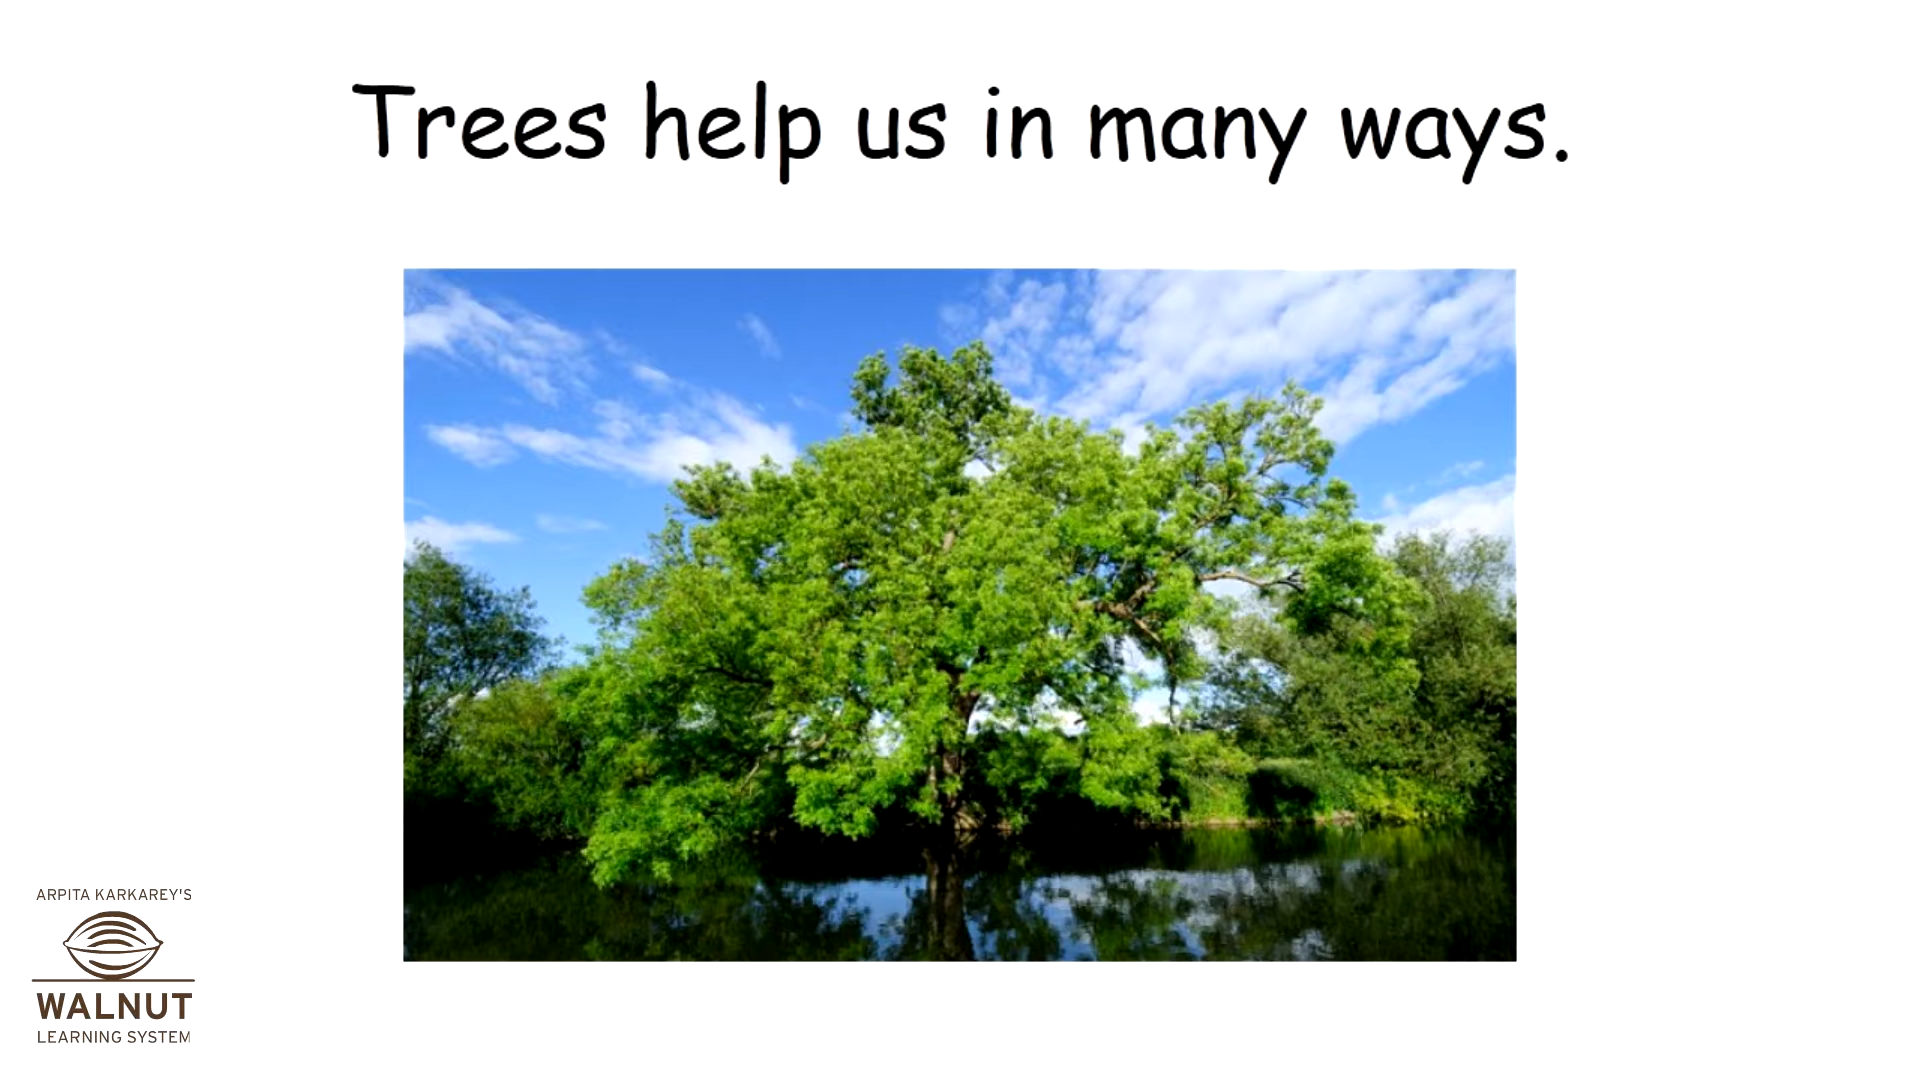 Trees help us in many ways.
ARPITA KARKAREY'S
WALNUT
LEARNING SYSTEM